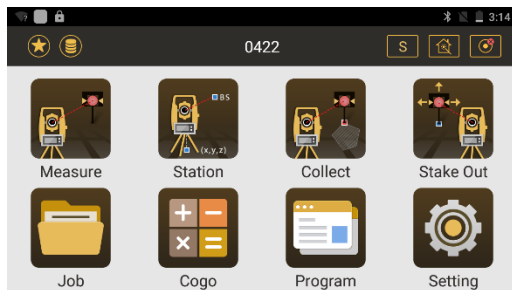 3:14
0422
S
BS
(x,y,z)
Measure Station Collect Stake Out
Job Cogo Program Setting